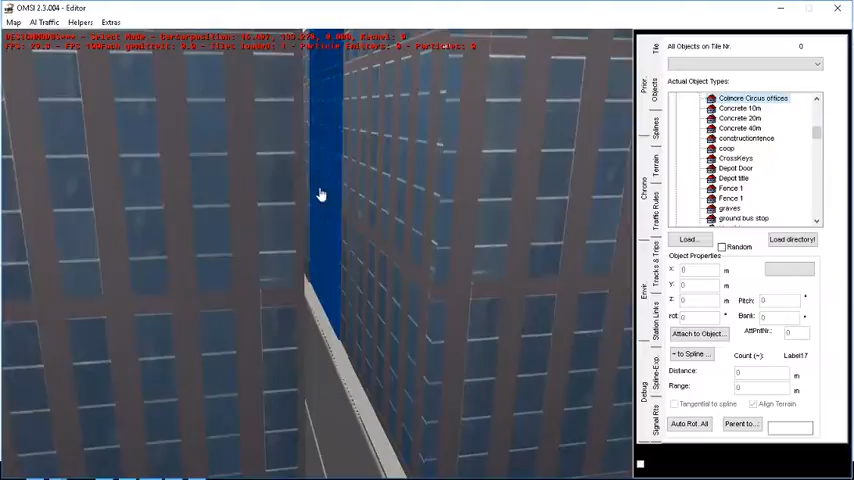 OMSI 2.3.004 - Editor
Map AI Traffic Helpers Extras
Select Mode
Tile
Objects
Splines
Terrain
Traffic Rules
Tracks & Trips
Station Links
Spline-Exp.
Signal Rts
Prior.
Chrono
Envir.
Debug
All Objects on Tile Nr. 0
Actual Object Types:
Colmore Circus offices
Concrete 10m
Concrete 20m
Concrete 40m
constructionfence
coop
CrossKeys
Depot Door
Depot title
Fence 1
Fence 1
graves
ground bus stop
Load... Random Load directory!
Object Properties
x: 0 m
Y: 0 m
z: 0 m Pitch: 0 °
rot: 0 ° Bank: 0 °
Attach to Object... AttPntNr.: 0
~ to Spline ... Count (~): Label17
Distance: 0 m
Range: 0 m
Tangential to spline Align Terrain
Auto Rot. All Parent to...